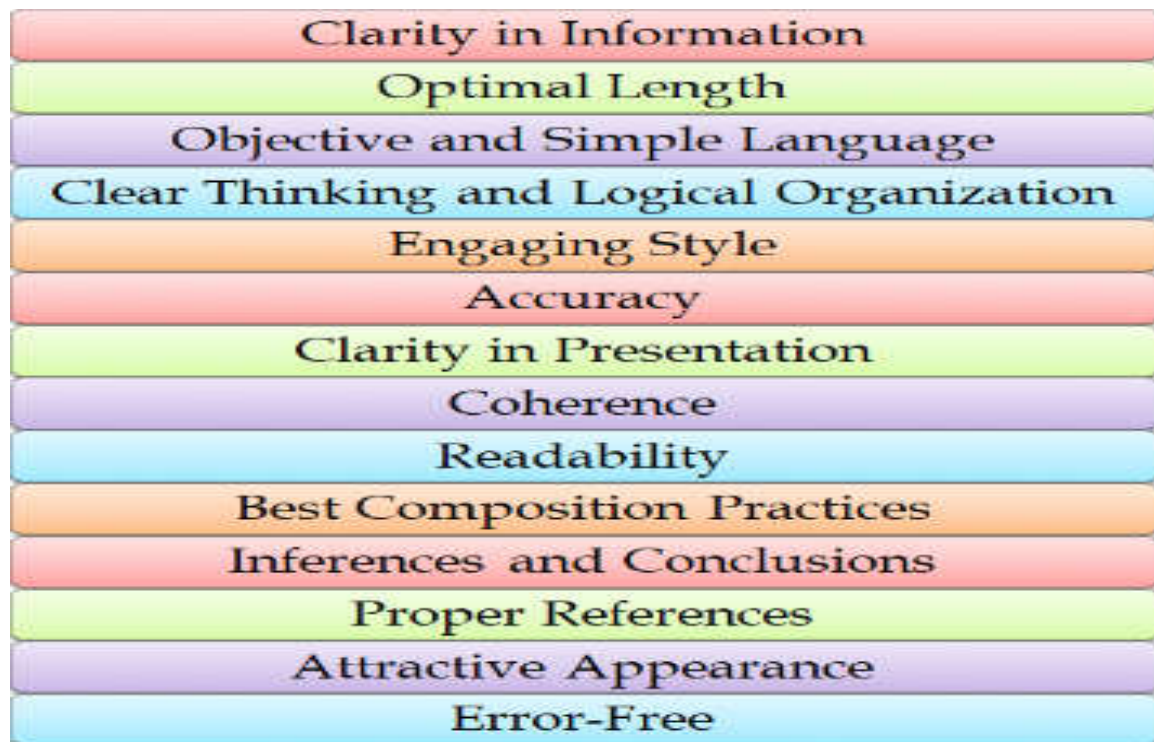 Clarity in Information
Optimal Length
Objective and Simple Language
Clear Thinking and Logical Organization
Engaging Style
Accuracy
Clarity in Presentation
Coherence
Readability
Best Composition Practices
Inferences and Conclusions
Proper References
Attractive Appearance
Error-Free